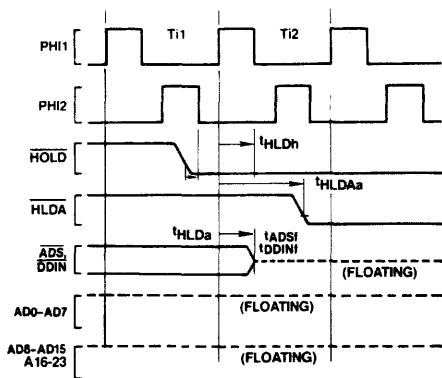 PHI1
Ti1
Ti2
PHI2
HOLD
tHLDh
tHLDAa
HLDA
tHLDa
tADSf
tDDINf
ADS,
DDIN
(FLOATING)
AD0–AD7
(FLOATING)
AD8–AD15
A16-23
(FLOATING)